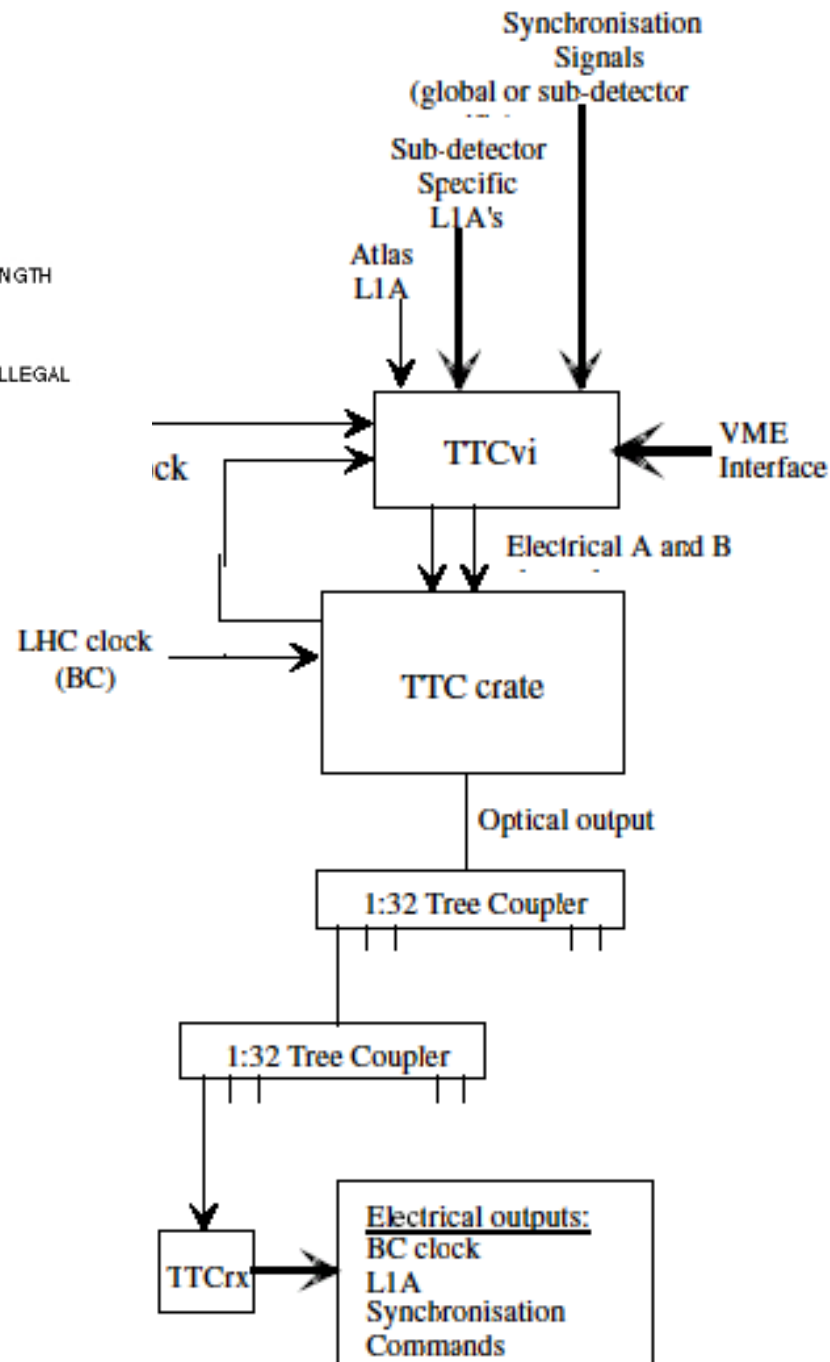 Synchronisation
Signals
(global or sub-detector
Sub-detector
Specific
L1A's
Atlas
L1A
NGTH
LLEGAL
TTCvi
VME
Interface
ck
Electrical A and B
LHC clock
(BC)
TTC crate
Optical output
1:32 Tree Coupler
1:32 Tree Coupler
TTCrx
Electrical outputs:
BC clock
L1A
Synchronisation
Commands